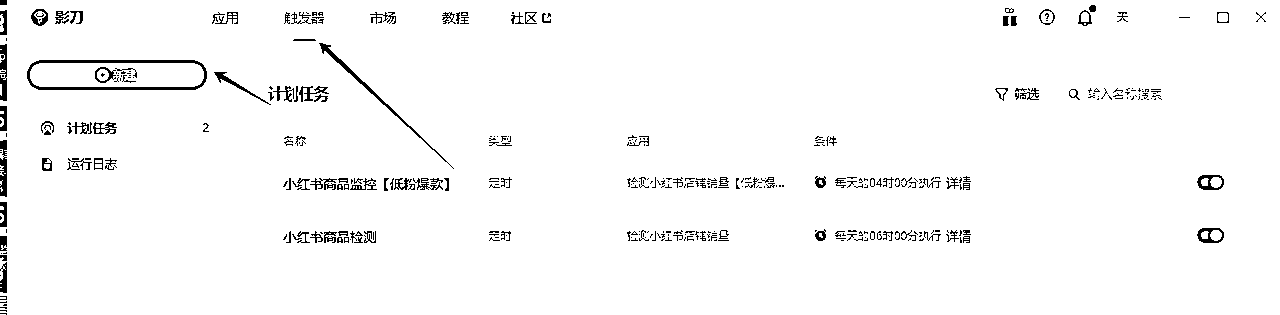 影刀 应用 触发器 市场 教程 社区
新建
计划任务 筛选 输入名称搜索
计划任务 2
名称 类型 应用 条件
运行日志
小红书商品监控【低粉爆款】 定时 检测小红书店铺销量【低粉爆... 每天的04时00分执行 详情
小红书商品检测 定时 检测小红书店铺销量 每天的06时00分执行 详情